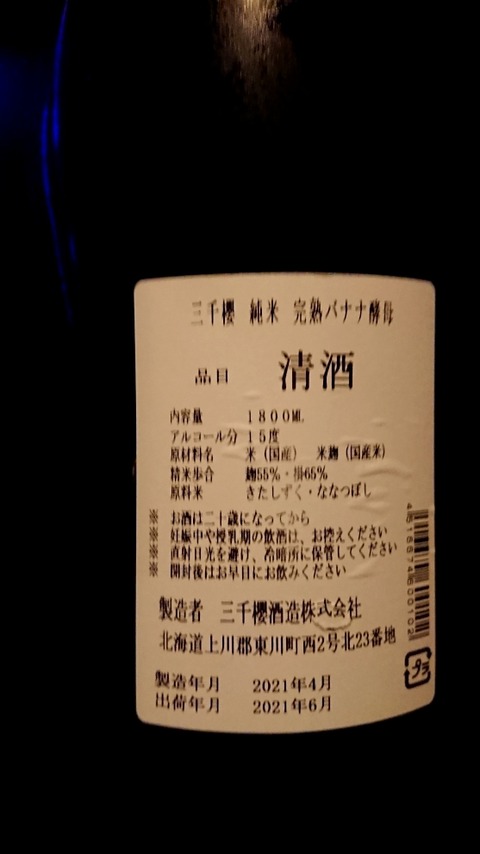 三千櫻 純米 完熟バナナ酵母
品目 清酒
内容量 1800ML
アルコール分 15度
原材料名 米(国産) 米麹(国産米)
精米歩合 麹55%・掛65%
原料米 きたしずく・ななつぼし
※ お酒は二十歳になってから
※ 妊娠中や授乳期の飲酒は、お控えください
※ 直射日光を避け、冷暗所に保管してください
※ 開封後はお早目にお飲みください
製造者 三千櫻酒造株式会社
北海道上川郡東川町西2号北23番地
製造年月 2021年4月
出荷年月 2021年6月
プラ